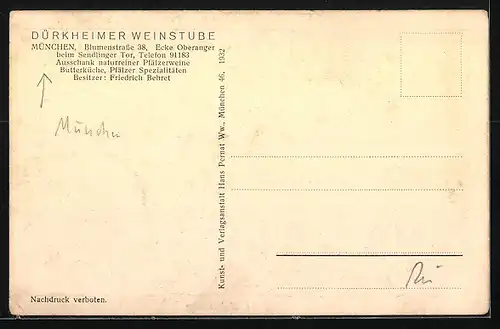 DÜRKHEIMER WEINSTUBE
MÜNCHEN, Blumenstraße 38, Ecke Oberanger
beim Sendlinger Tor, Telefon 91183
Ausschank naturreiner Pfälzerweine
Butterküche, Pfälzer Spezialitäten
Besitzer: Friedrich Behret
München
Kunst- und Verlagsanstalt Hans Pernat Ww., München 46, 1932
Nachdruck verboten.